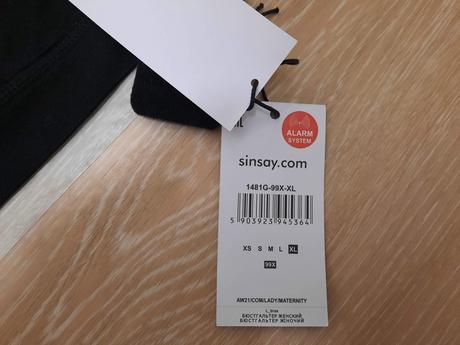 ALARM
SYSTEM
sinsay.com
1481G-99X-XL
5 903923 945364
XS S M L XL
99X
AW21/COM/LADY/MATERNITY
L_bras
БЮСТГАЛЬТЕР ЖЕНСКИЙ
БЮСТГАЛЬТЕР ЖІНОЧИЙ